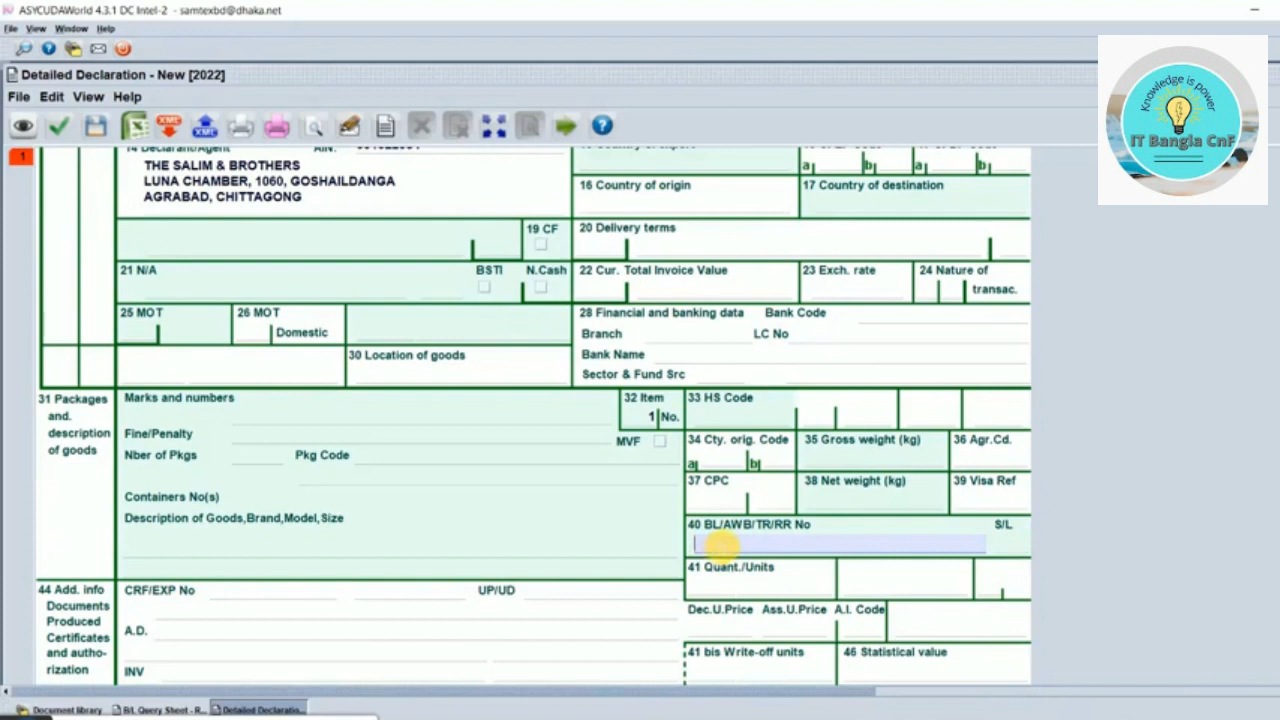 ASYCUDAWorld 4.3.1 DC Intel-2 - samtexbd@dhaka.net
File View Window Help
Detailed Declaration - New [2022]
File Edit View Help
XML XML
Knowledge is power
IT Bangla CnF
1
14 Declarant/Agent AIN:
THE SALIM & BROTHERS
LUNA CHAMBER, 1060, GOSHAILDANGA
AGRABAD, CHITTAGONG
a b a b
16 Country of origin 17 Country of destination
19 CF 20 Delivery terms
21 N/A BSTI N.Cash 22 Cur. Total Invoice Value 23 Exch. rate 24 Nature of
transac.
25 MOT 26 MOT 28 Financial and banking data Bank Code
Domestic Branch LC No
30 Location of goods Bank Name
Sector & Fund Src
31 Packages Marks and numbers 32 Item 33 HS Code
and. 1 No.
description Fine/Penalty MVF 34 Cty. orig. Code 35 Gross weight (kg) 36 Agr.Cd.
of goods Nber of Pkgs Pkg Code a b
37 CPC 38 Net weight (kg) 39 Visa Ref
Containers No(s)
Description of Goods,Brand,Model,Size 40 BL/AWB/TR/RR No S/L
41 Quant./Units
44 Add. info CRF/EXP No UP/UD
Documents Dec.U.Price Ass.U.Price A.I. Code
Produced
Certificates A.D.
and autho- 41 bis Write-off units 46 Statistical value
rization INV
Document library B/L Query Sheet - R... Detailed Declaratio...